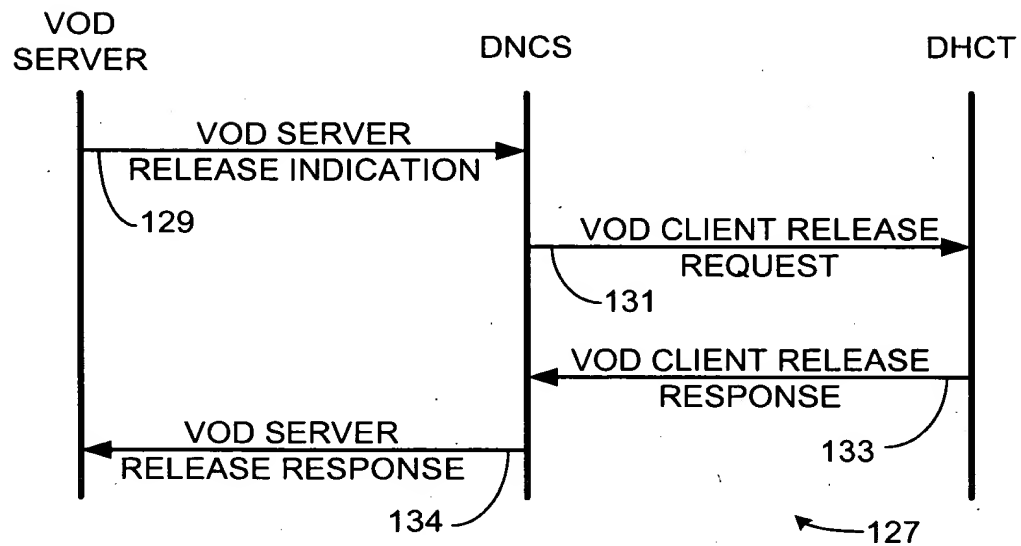 VOD
SERVER
DNCS
DHCT
VOD SERVER
RELEASE INDICATION
129
VOD CLIENT RELEASE
REQUEST
131
VOD CLIENT RELEASE
RESPONSE
133
VOD SERVER
RELEASE RESPONSE
134
127